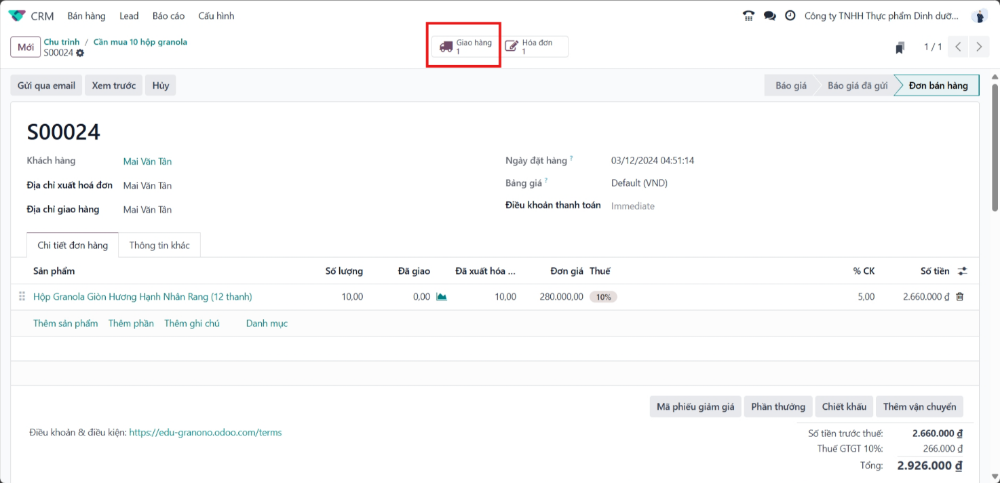 CRM Bán hàng Lead Báo cáo Cấu hình Công ty TNHH Thực phẩm Dinh dưỡ...
Mới Chu trình / Cần mua 10 hộp granola
S00024
Giao hàng
1
Hóa đơn
1
1 / 1
Gửi qua email Xem trước Hủy Báo giá Báo giá đã gửi Đơn bán hàng
S00024
Khách hàng Mai Văn Tân Ngày đặt hàng ? 03/12/2024 04:51:14
Địa chỉ xuất hoá đơn Mai Văn Tân Bảng giá ? Default (VND)
Địa chỉ giao hàng Mai Văn Tân Điều khoản thanh toán Immediate
Chi tiết đơn hàng Thông tin khác
Sản phẩm Số lượng Đã giao Đã xuất hóa ... Đơn giá Thuế % CK Số tiền
Hộp Granola Giòn Hương Hạnh Nhân Rang (12 thanh) 10,00 0,00 10,00 280.000,00 10% 5,00 2.660.000 ₫
Thêm sản phẩm Thêm phần Thêm ghi chú Danh mục
Mã phiếu giảm giá Phần thưởng Chiết khấu Thêm vận chuyển
Điều khoản & điều kiện: https://edu-granono.odoo.com/terms
Số tiền trước thuế: 2.660.000 ₫
Thuế GTGT 10%: 266.000 ₫
Tổng: 2.926.000 ₫